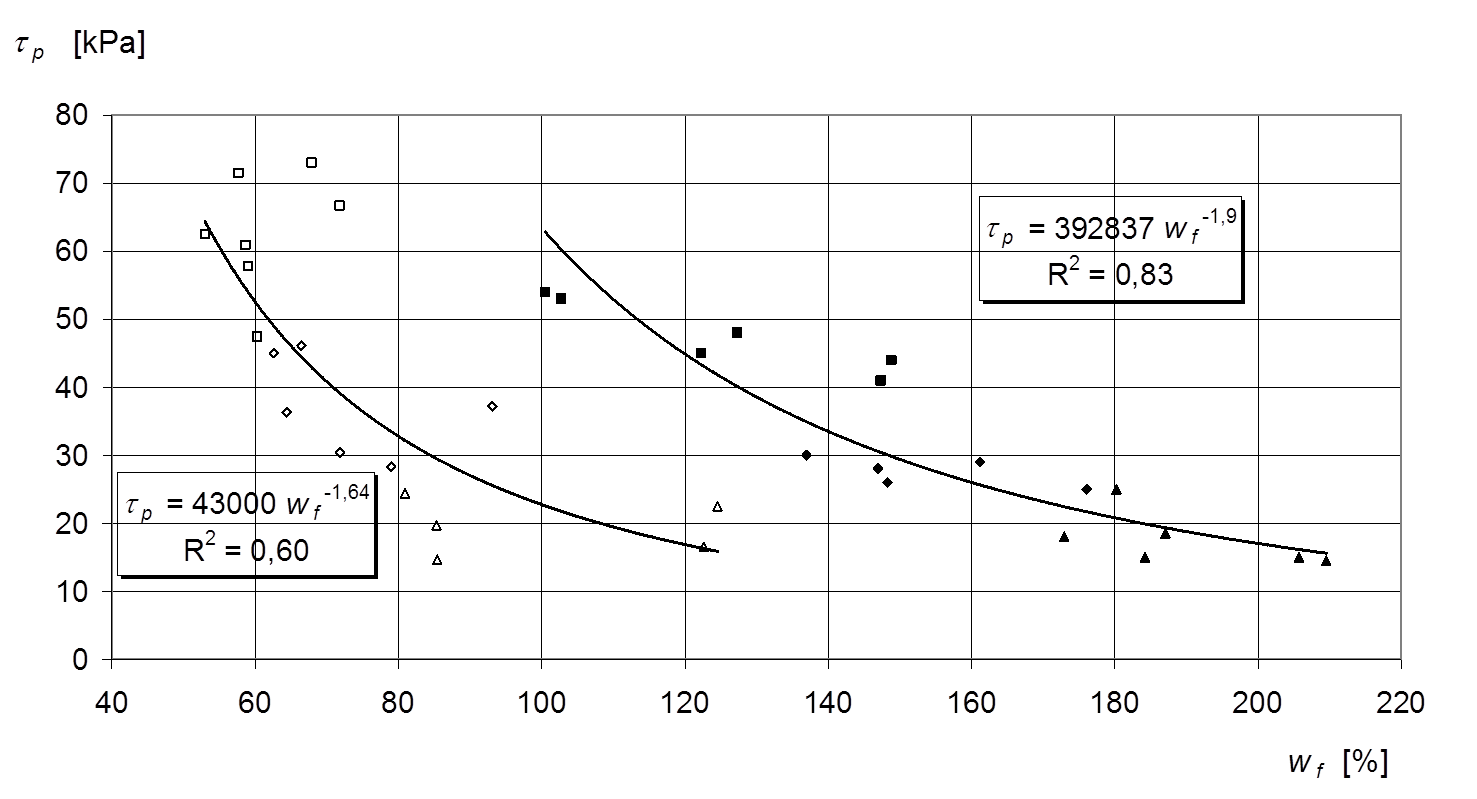 τp [kPa]
80
70
60
50
40
30
20
10
0
τp = 392837 wf^-1,9
R² = 0,83
τp = 43000 wf^-1,64
R² = 0,60
40 60 80 100 120 140 160 180 200 220
wf [%]